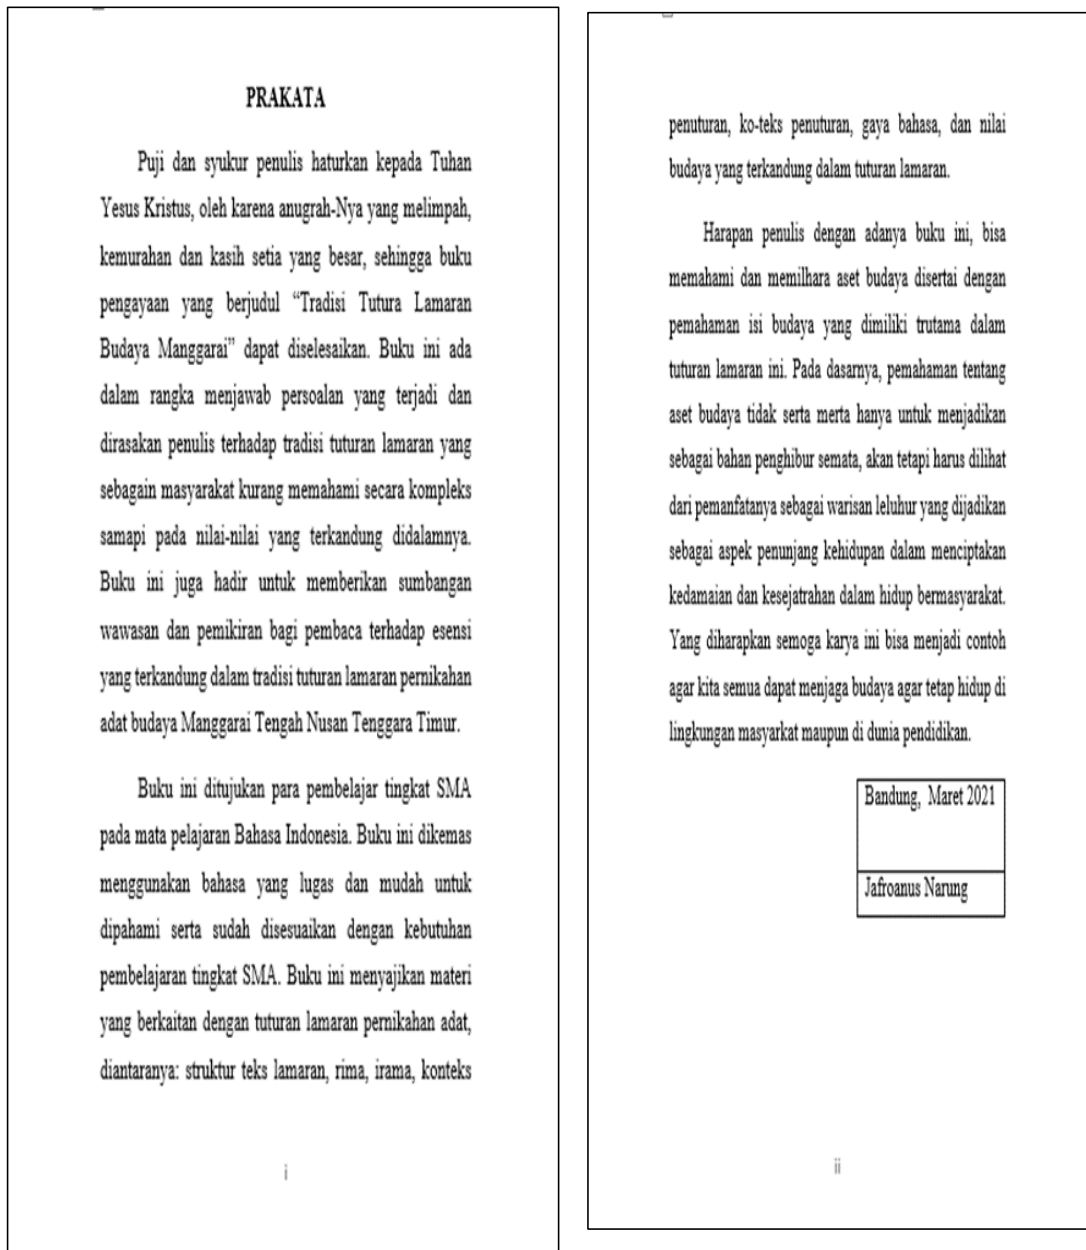 PRAKATA
Puji dan syukur penulis haturkan kepada Tuhan
Yesus Kristus, oleh karena anugrah-Nya yang melimpah,
kemurahan dan kasih setia yang besar, sehingga buku
pengayaan yang berjudul “Tradisi Tutura Lamaran
Budaya Manggarai” dapat diselesaikan. Buku ini ada
dalam rangka menjawab persoalan yang terjadi dan
dirasakan penulis terhadap tradisi tuturan lamaran yang
sebagain masyarakat kurang memahami secara kompleks
samapi pada nilai-nilai yang terkandung didalamnya.
Buku ini juga hadir untuk memberikan sumbangan
wawasan dan pemikiran bagi pembaca terhadap esensi
yang terkandung dalam tradisi tuturan lamaran pernikahan
adat budaya Manggarai Tengah Nusan Tenggara Timur.
Buku ini ditujukan para pembelajar tingkat SMA
pada mata pelajaran Bahasa Indonesia. Buku ini dikemas
menggunakan bahasa yang lugas dan mudah untuk
dipahami serta sudah disesuaikan dengan kebutuhan
pembelajaran tingkat SMA. Buku ini menyajikan materi
yang berkaitan dengan tuturan lamaran pernikahan adat,
diantaranya: struktur teks lamaran, rima, irama, konteks
i
penuturan, ko-teks penuturan, gaya bahasa, dan nilai
budaya yang terkandung dalam tuturan lamaran.
Harapan penulis dengan adanya buku ini, bisa
memahami dan memilhara aset budaya disertai dengan
pemahaman isi budaya yang dimiliki trutama dalam
tuturan lamaran ini. Pada dasarnya, pemahaman tentang
aset budaya tidak serta merta hanya untuk menjadikan
sebagai bahan penghibur semata, akan tetapi harus dilihat
dari pemanfatanya sebagai warisan leluhur yang dijadikan
sebagai aspek penunjang kehidupan dalam menciptakan
kedamaian dan kesejatrahan dalam hidup bermasyarakat.
Yang diharapkan semoga karya ini bisa menjadi contoh
agar kita semua dapat menjaga budaya agar tetap hidup di
lingkungan masyarkat maupun di dunia pendidikan.
Bandung, Maret 2021
Jafroanus Narung
ii